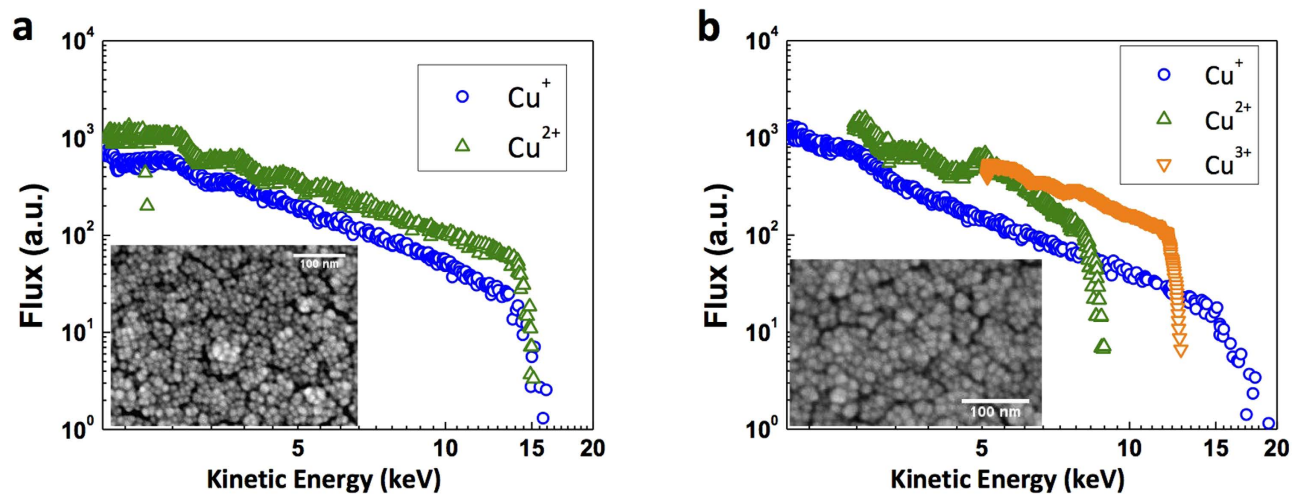 a
10⁴
10³
10²
10¹
10⁰
Flux (a.u.)
Cu⁺
Cu²⁺
100 nm
5
10
15
20
Kinetic Energy (keV)
b
10⁴
10³
10²
10¹
10⁰
Flux (a.u.)
Cu⁺
Cu²⁺
Cu³⁺
100 nm
5
10
15
20
Kinetic Energy (keV)